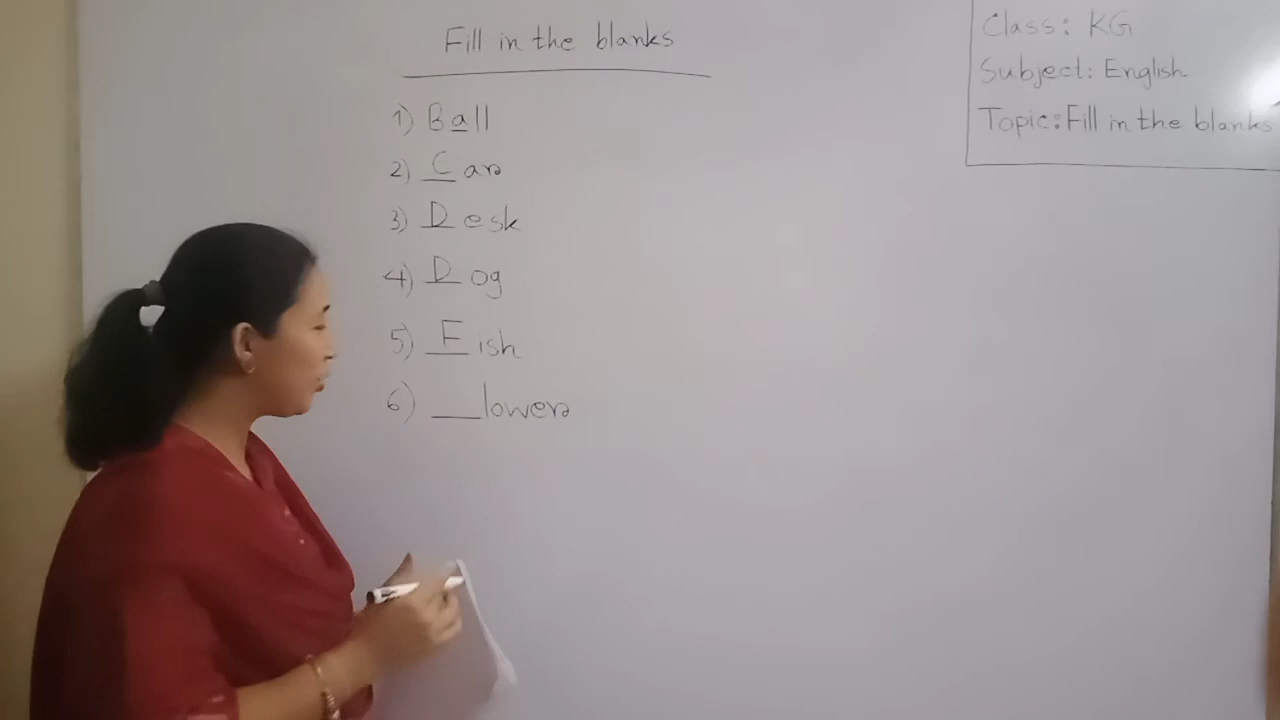 Fill in the blanks
1) Ball
2) Car
3) Desk
4) Dog
5) Fish
6) __lower
Class: KG
Subject: English
Topic: Fill in the blanks